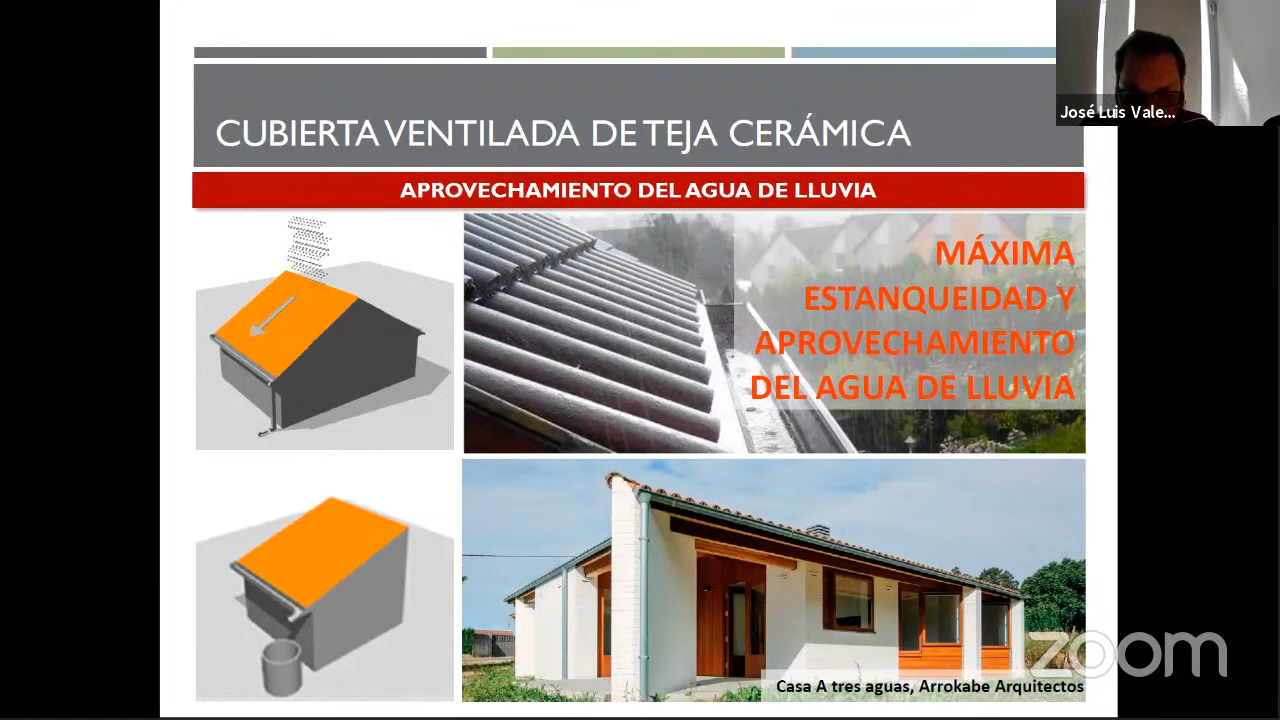 José Luis Vale...
CUBIERTA VENTILADA DE TEJA CERÁMICA
APROVECHAMIENTO DEL AGUA DE LLUVIA
MÁXIMA
ESTANQUEIDAD Y
APROVECHAMIENTO
DEL AGUA DE LLUVIA
zoom
Casa A tres aguas, Arrokabe Arquitectos